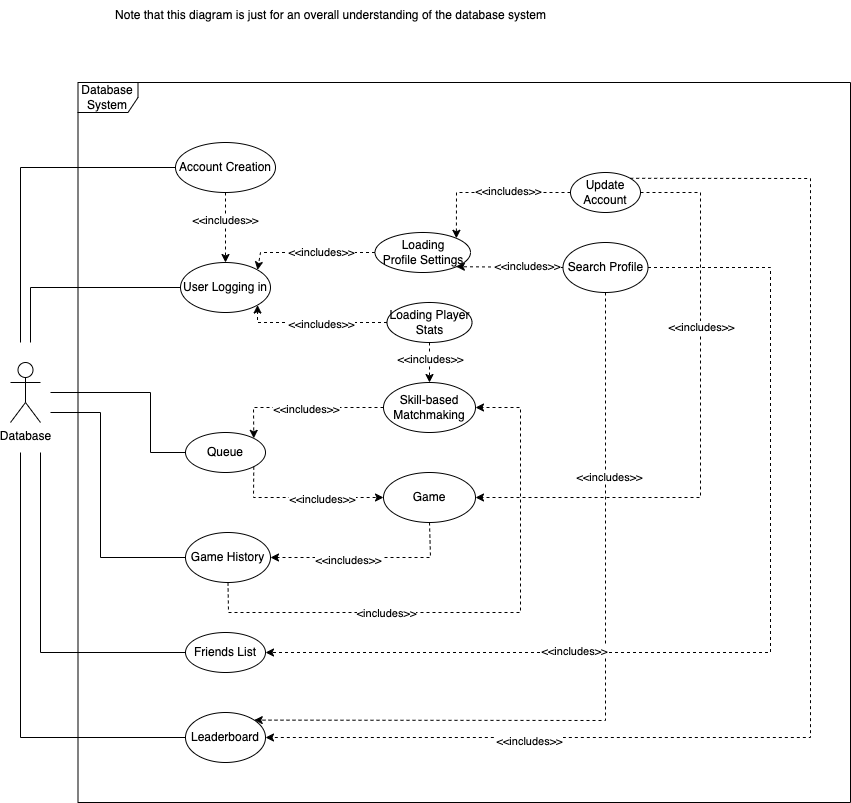 Note that this diagram is just for an overall understanding of the database system
Database
System
Account Creation
Update
Account
<<includes>>
<<includes>>
Loading
Profile Settings
<<includes>>
<<includes>>
Search Profile
User Logging in
Loading Player
Stats
<<includes>>
<<includes>>
<<includes>>
Skill-based
Matchmaking
<<includes>>
Database
Queue
<<includes>>
Game
<<includes>>
Game History
<<includes>>
<includes>>
Friends List
<<includes>>
Leaderboard
<<includes>>